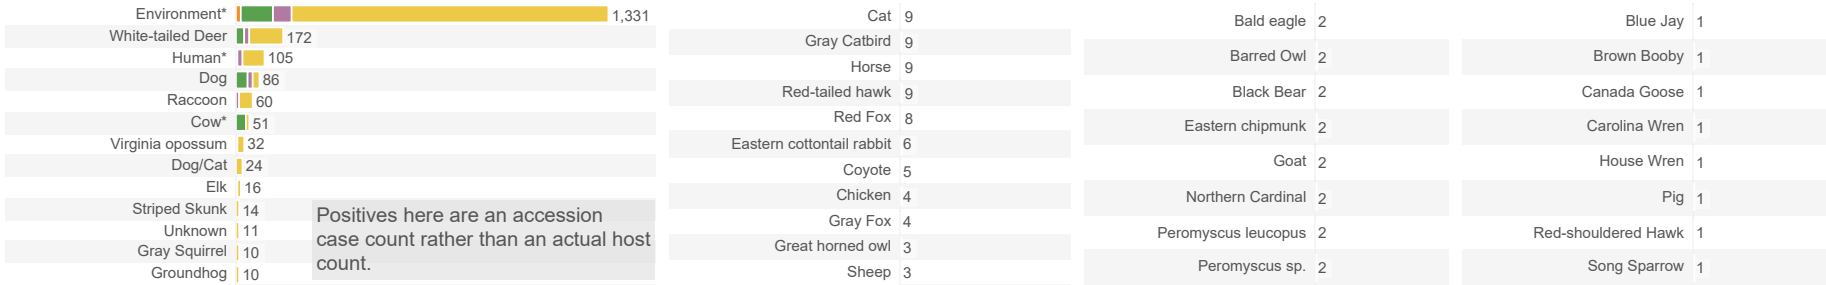 Environment* 1,331
White-tailed Deer 172
Human* 105
Dog 86
Raccoon 60
Cow* 51
Virginia opossum 32
Dog/Cat 24
Elk 16
Striped Skunk 14
Unknown 11
Gray Squirrel 10
Groundhog 10
Positives here are an accession
case count rather than an actual host
count.
Cat 9
Gray Catbird 9
Horse 9
Red-tailed hawk 9
Red Fox 8
Eastern cottontail rabbit 6
Coyote 5
Chicken 4
Gray Fox 4
Great horned owl 3
Sheep 3
Bald eagle 2
Barred Owl 2
Black Bear 2
Eastern chipmunk 2
Goat 2
Northern Cardinal 2
Peromyscus leucopus 2
Peromyscus sp. 2
Blue Jay 1
Brown Booby 1
Canada Goose 1
Carolina Wren 1
House Wren 1
Pig 1
Red-shouldered Hawk 1
Song Sparrow 1